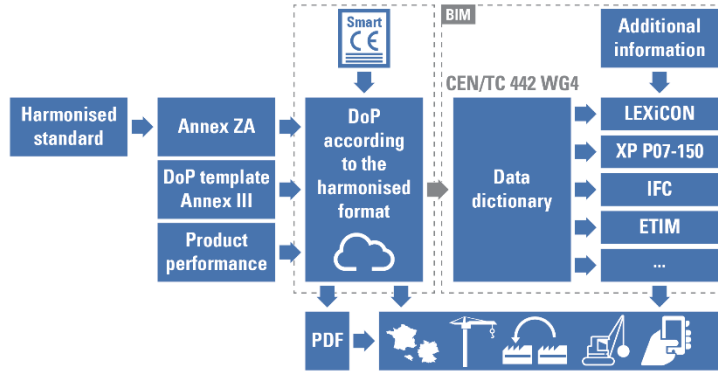 Smart
CE
BIM
Additional
information
CEN/TC 442 WG4
Harmonised
standard
Annex ZA
DoP template
Annex III
Product
performance
DoP
according
to the
harmonised
format
Data
dictionary
LEXiCON
XP P07-150
IFC
ETIM
...
PDF